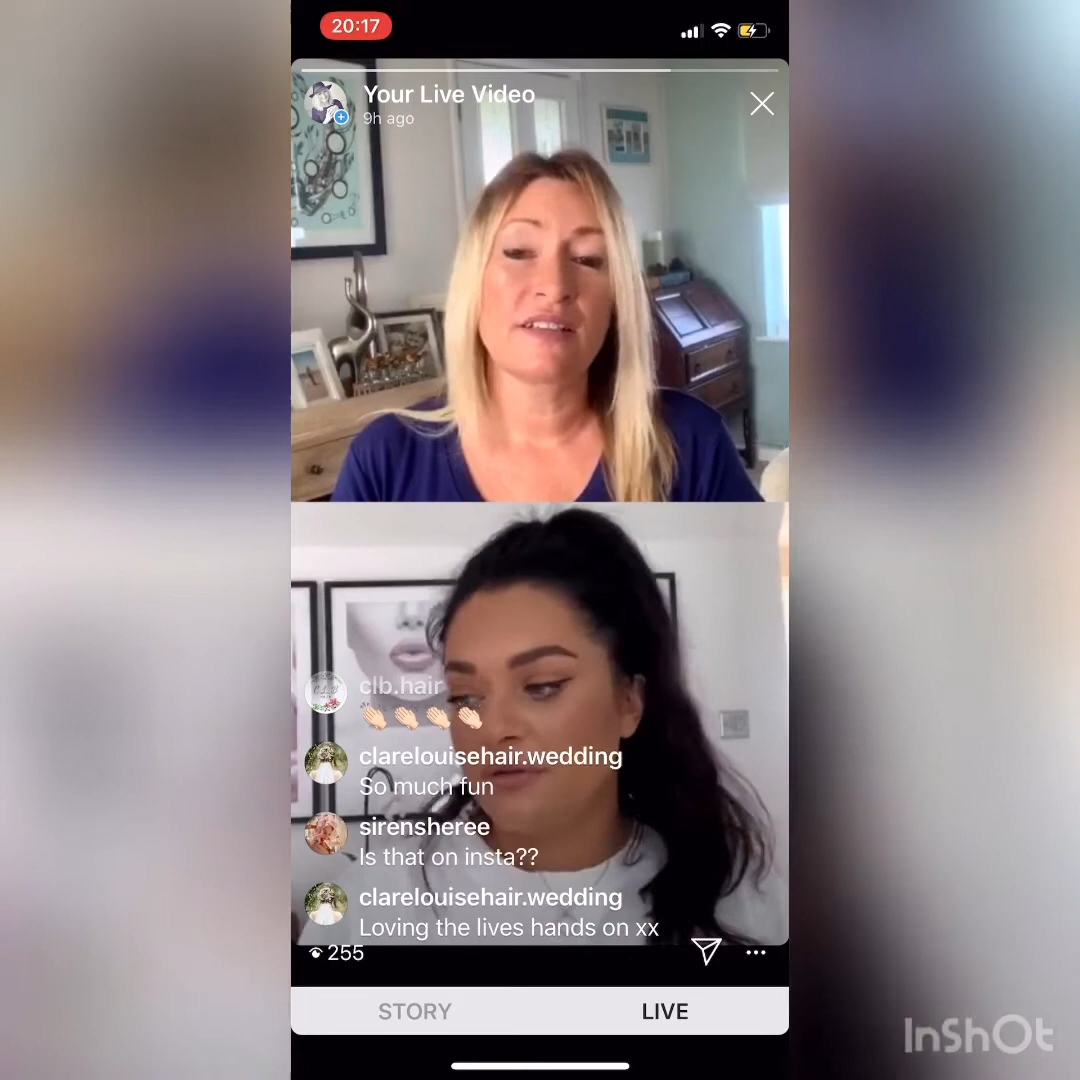 20:17
Your Live Video
9h ago
clb.hair
👏🏻👏🏻👏🏻👏🏻
clarelouisehair.wedding
So much fun
sirensheree
Is that on insta??
clarelouisehair.wedding
Loving the lives hands on xx
255
STORY
LIVE
InShOt